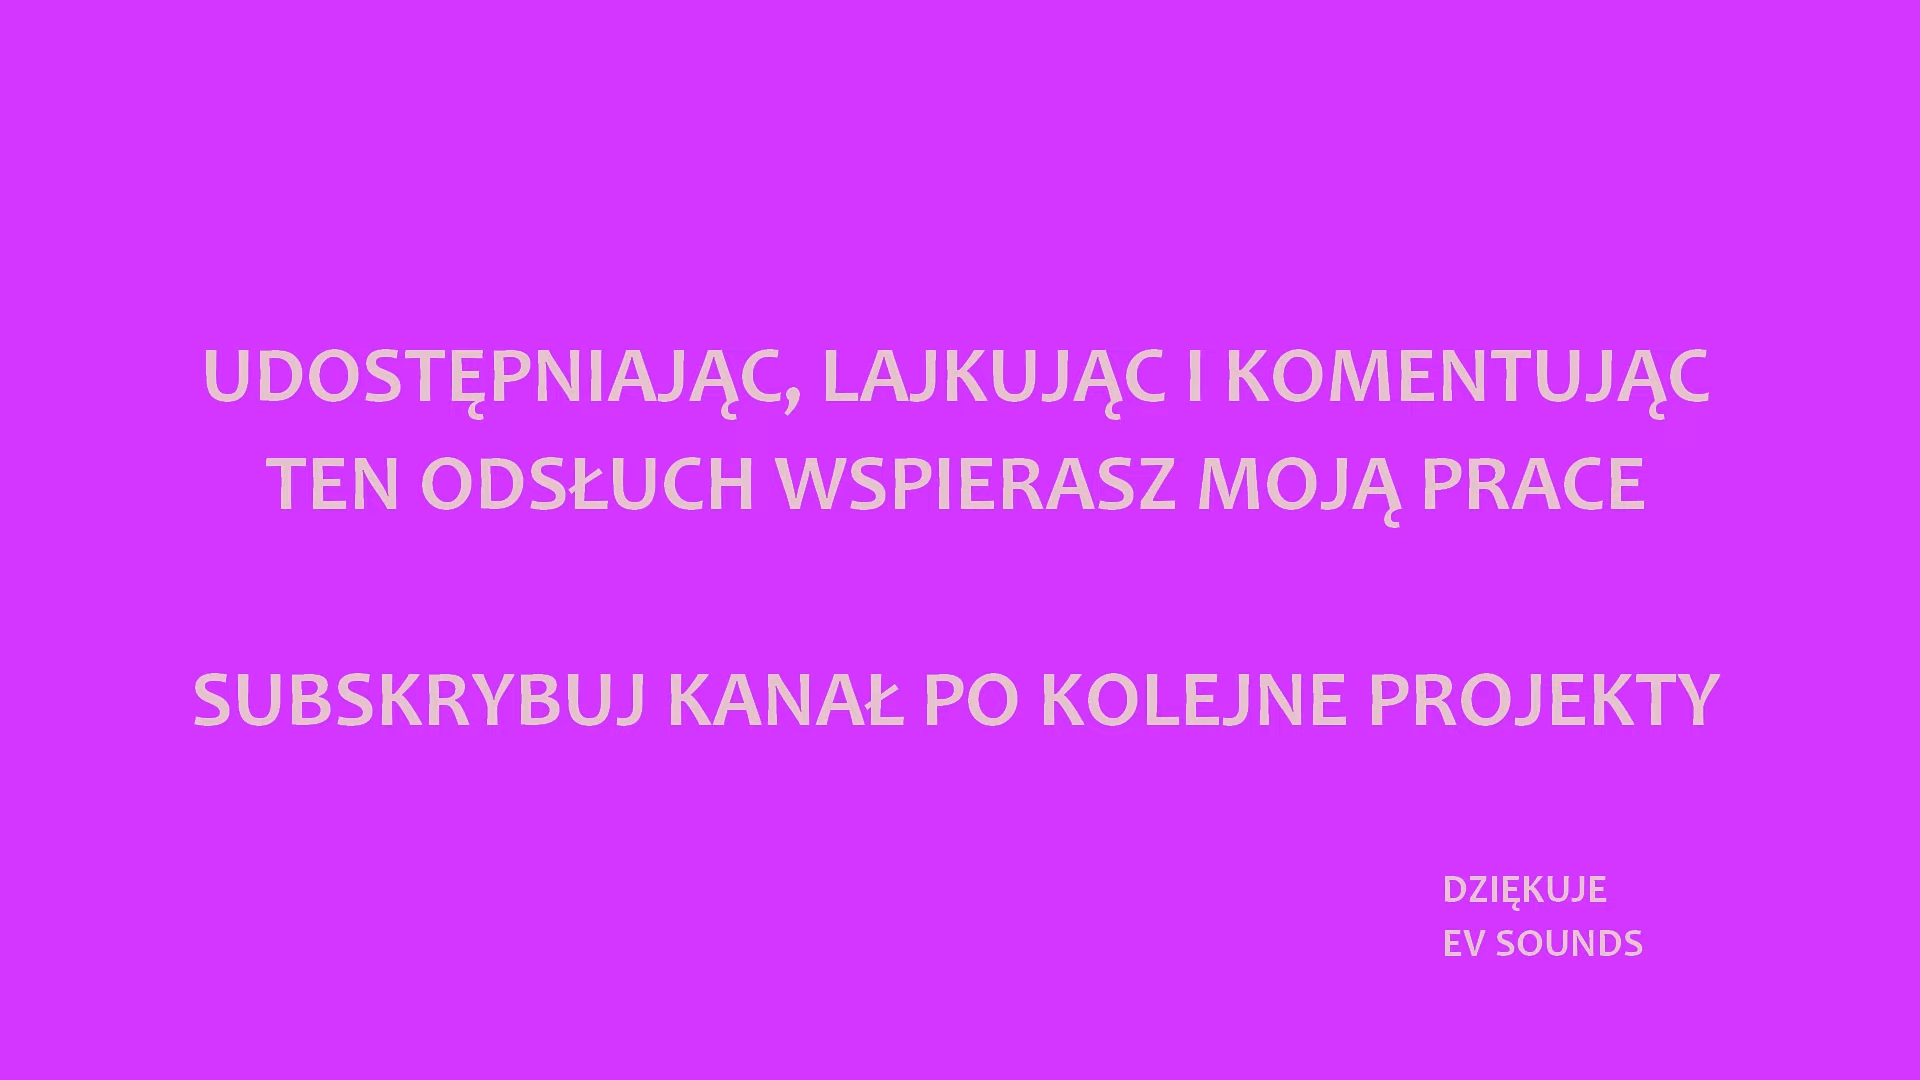 UDOSTĘPNIAJĄC, LAJKUJĄC I KOMENTUJĄC
TEN ODSŁUCH WSPIERASZ MOJĄ PRACE
SUBSKRYBUJ KANAŁ PO KOLEJNE PROJEKTY
DZIĘKUJE
EV SOUNDS